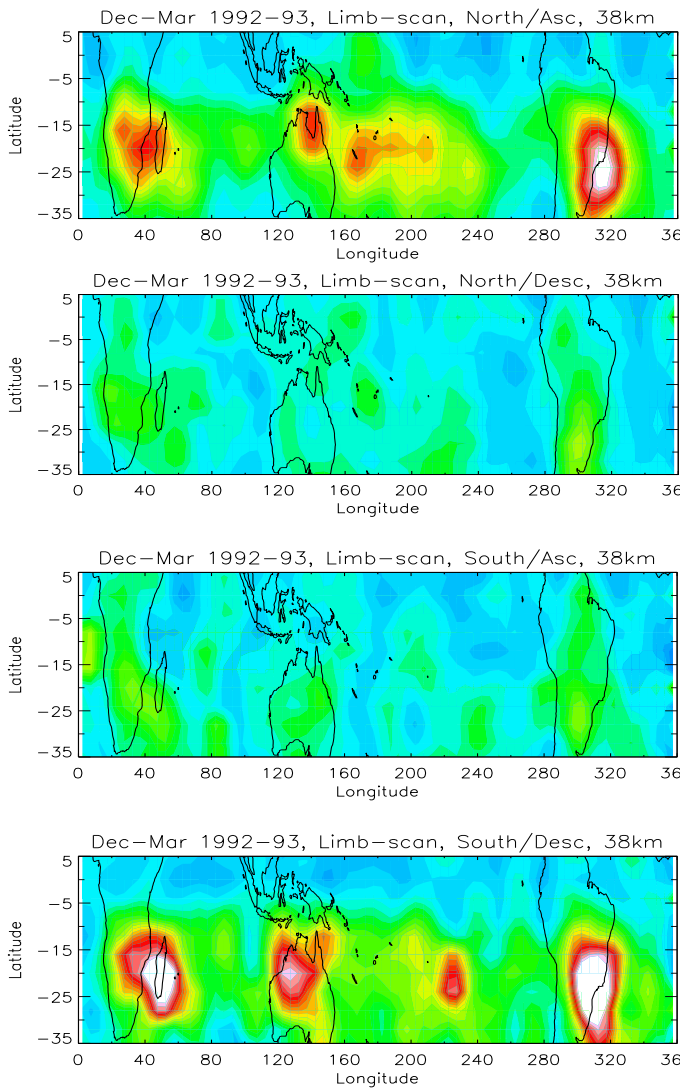 Dec-Mar 1992-93, Limb-scan, North/Asc, 38km
5
-5
-15
-25
-35
Latitude
0 40 80 120 160 200 240 280 320 36
Longitude
Dec-Mar 1992-93, Limb-scan, North/Desc, 38km
5
-5
-15
-25
-35
Latitude
0 40 80 120 160 200 240 280 320 36
Longitude
Dec-Mar 1992-93, Limb-scan, South/Asc, 38km
5
-5
-15
-25
-35
Latitude
0 40 80 120 160 200 240 280 320 36
Longitude
Dec-Mar 1992-93, Limb-scan, South/Desc, 38km
5
-5
-15
-25
-35
Latitude
0 40 80 120 160 200 240 280 320 36
Longitude